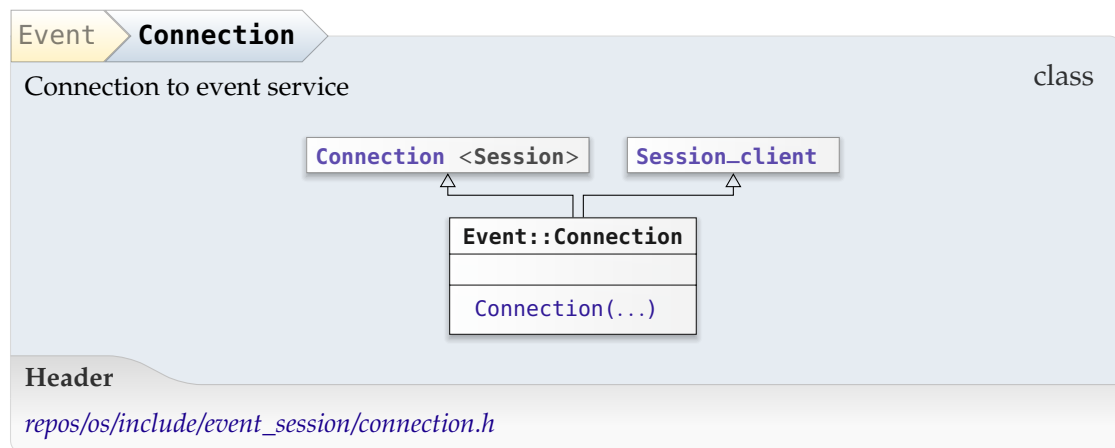 Event Connection
Connection to event service
class
Connection <Session>
Session_client
Event::Connection
Connection(...)
Header
repos/os/include/event_session/connection.h